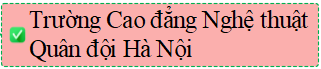 ✅ Trường Cao đẳng Nghệ thuật
Quân đội Hà Nội